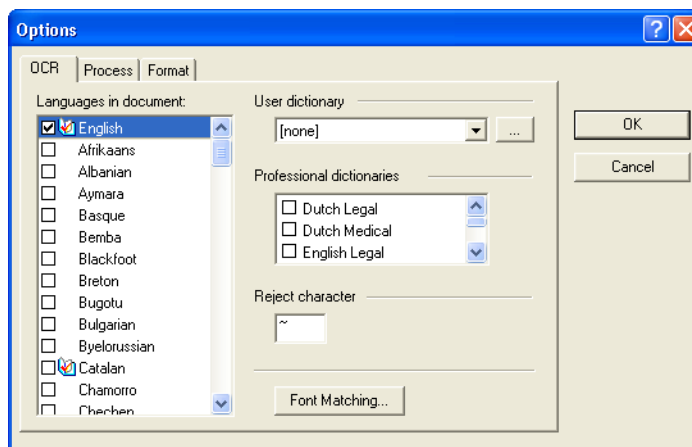 Options
OCR Process Format
Languages in document:
English
Afrikaans
Albanian
Aymara
Basque
Bemba
Blackfoot
Breton
Bugotu
Bulgarian
Byelorussian
Catalan
Chamorro
Chechen
User dictionary
[none]
...
Professional dictionaries
Dutch Legal
Dutch Medical
English Legal
Reject character
~
Font Matching...
OK
Cancel